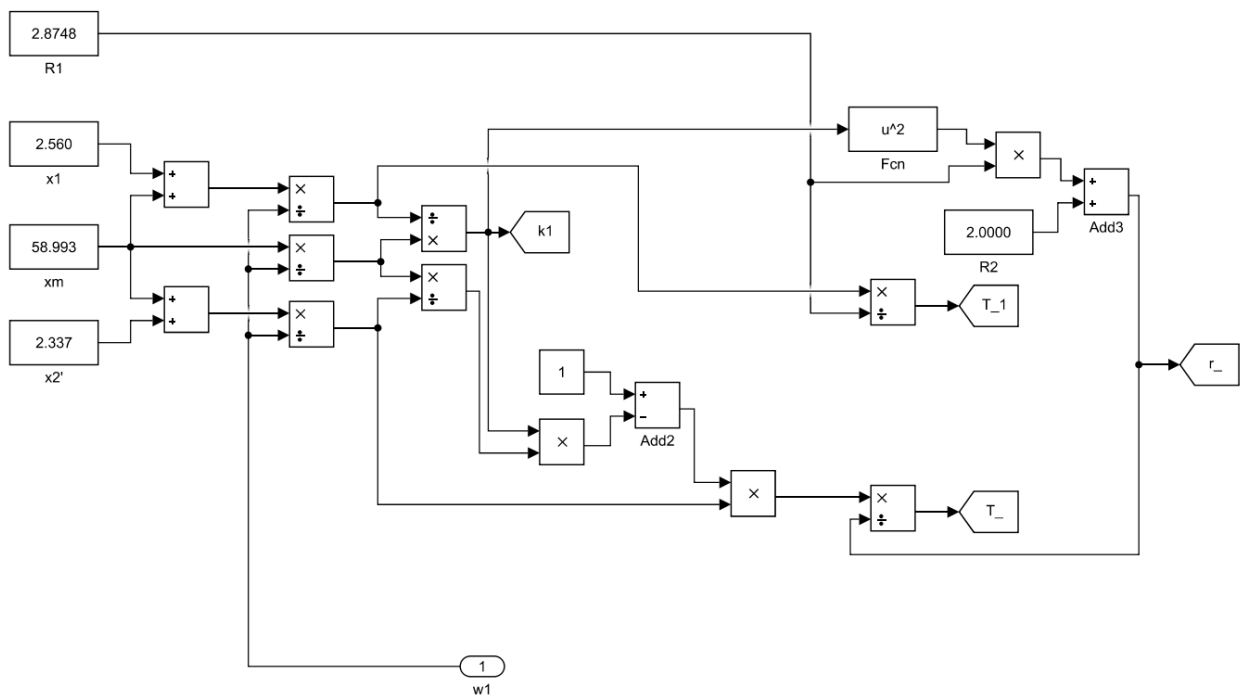 2.8748
R1
2.560
x1
+
+
58.993
xm
+
+
2.337
x2'
×
÷
×
÷
×
÷
÷
×
×
÷
k1
u^2
Fcn
×
+
+
Add3
2.0000
R2
×
÷
T_1
r_
1
+
−
Add2
×
×
×
÷
T_
1
w1